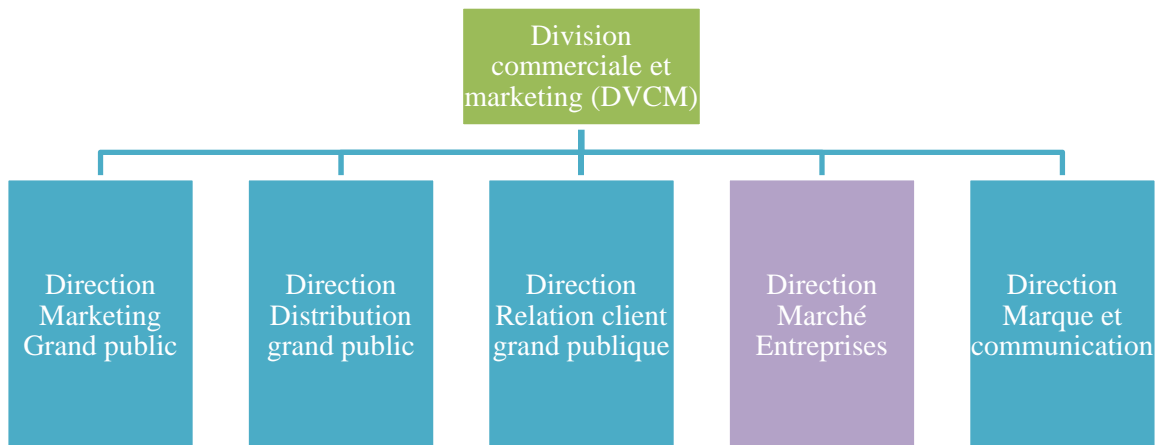 Division
commerciale et
marketing (DVCM)
Direction
Marketing
Grand public
Direction
Distribution
grand public
Direction
Relation client
grand publique
Direction
Marché
Entreprises
Direction
Marque et
communication